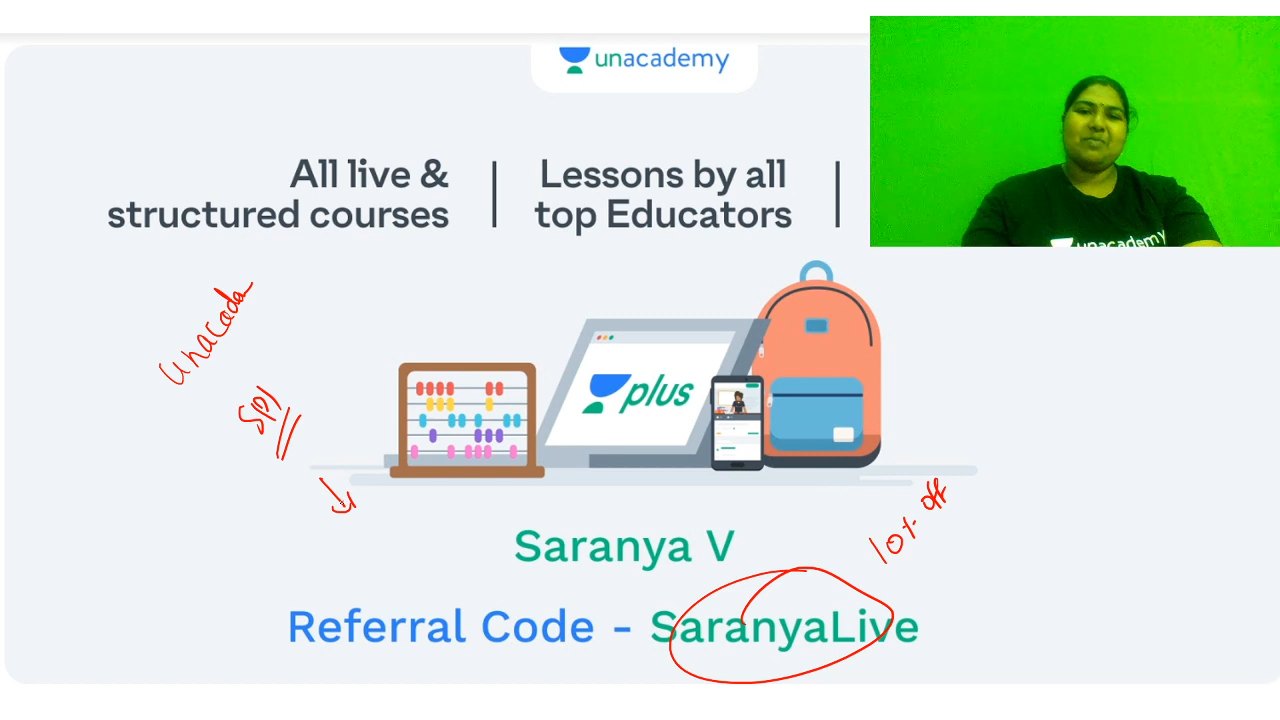 unacademy
All live &
structured courses
Lessons by all
top Educators
unacademy
Unacada
plus
10% off
Saranya V
Referral Code - SaranyaLive